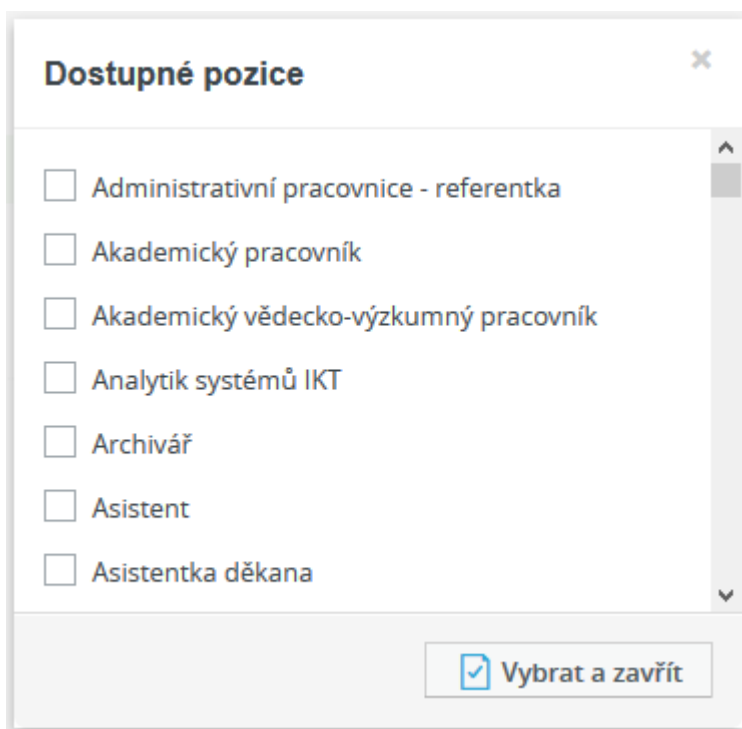 Dostupné pozice
Administrativní pracovnice - referentka
Akademický pracovník
Akademický vědecko-výzkumný pracovník
Analytik systémů IKT
Archivář
Asistent
Asistentka děkana
Vybrat a zavřít